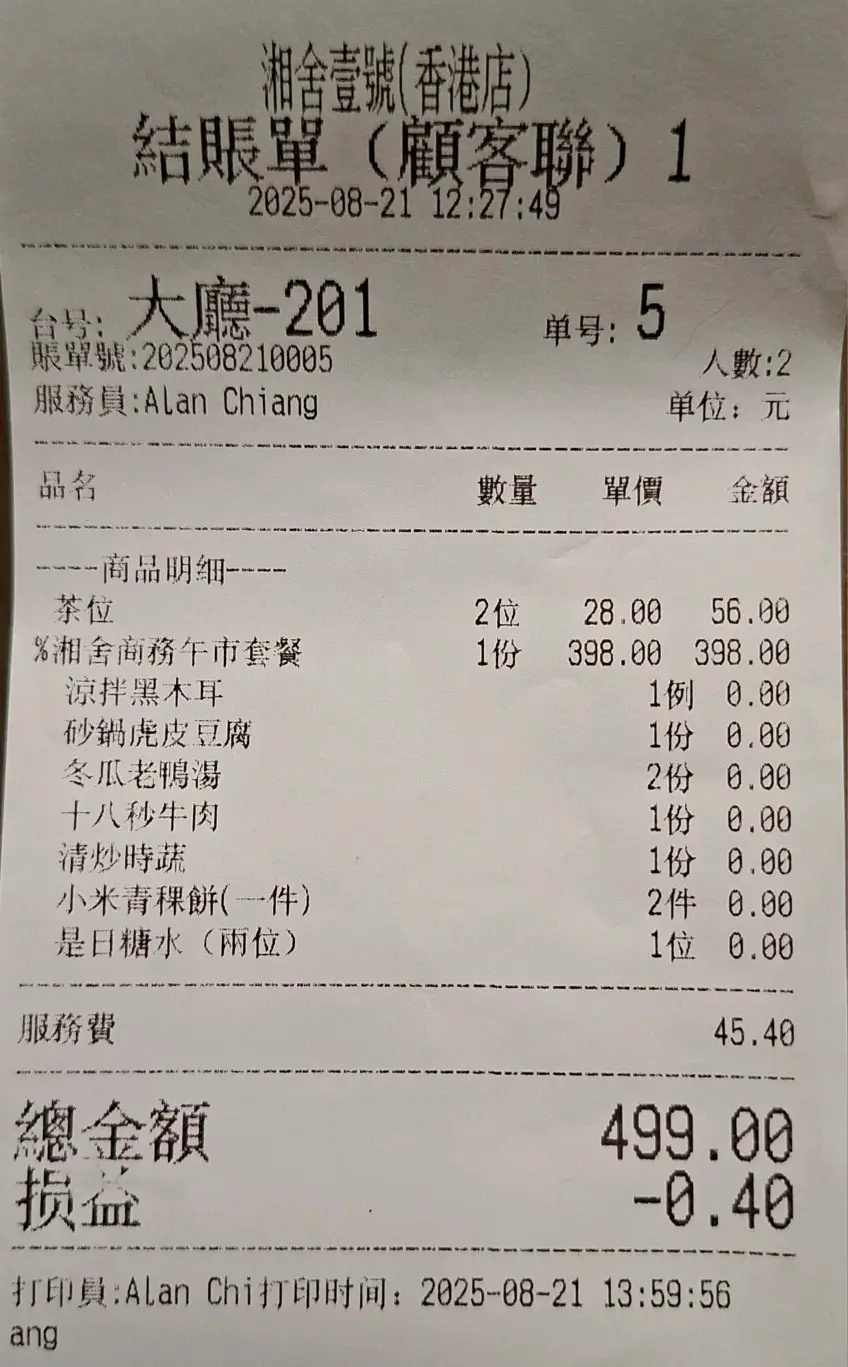 湘舍壹號(香港店)
結賬單（顧客聯）1
2025-08-21 12:27:49
台号: 大廳-201 单号: 5
賬單號:202508210005 人數:2
服務員:Alan Chiang 单位：元
品名 數量 單價 金額
----商品明细----
茶位 2位 28.00 56.00
%湘舍商務午市套餐 1份 398.00 398.00
涼拌黑木耳 1例 0.00
砂鍋虎皮豆腐 1份 0.00
冬瓜老鴨湯 2份 0.00
十八秒牛肉 1份 0.00
清炒時蔬 1份 0.00
小米青稞餅(一件) 2件 0.00
是日糖水（兩位） 1位 0.00
服務費 45.40
總金額 499.00
损益 -0.40
打印員:Alan Chi打印时间：2025-08-21 13:59:56
ang